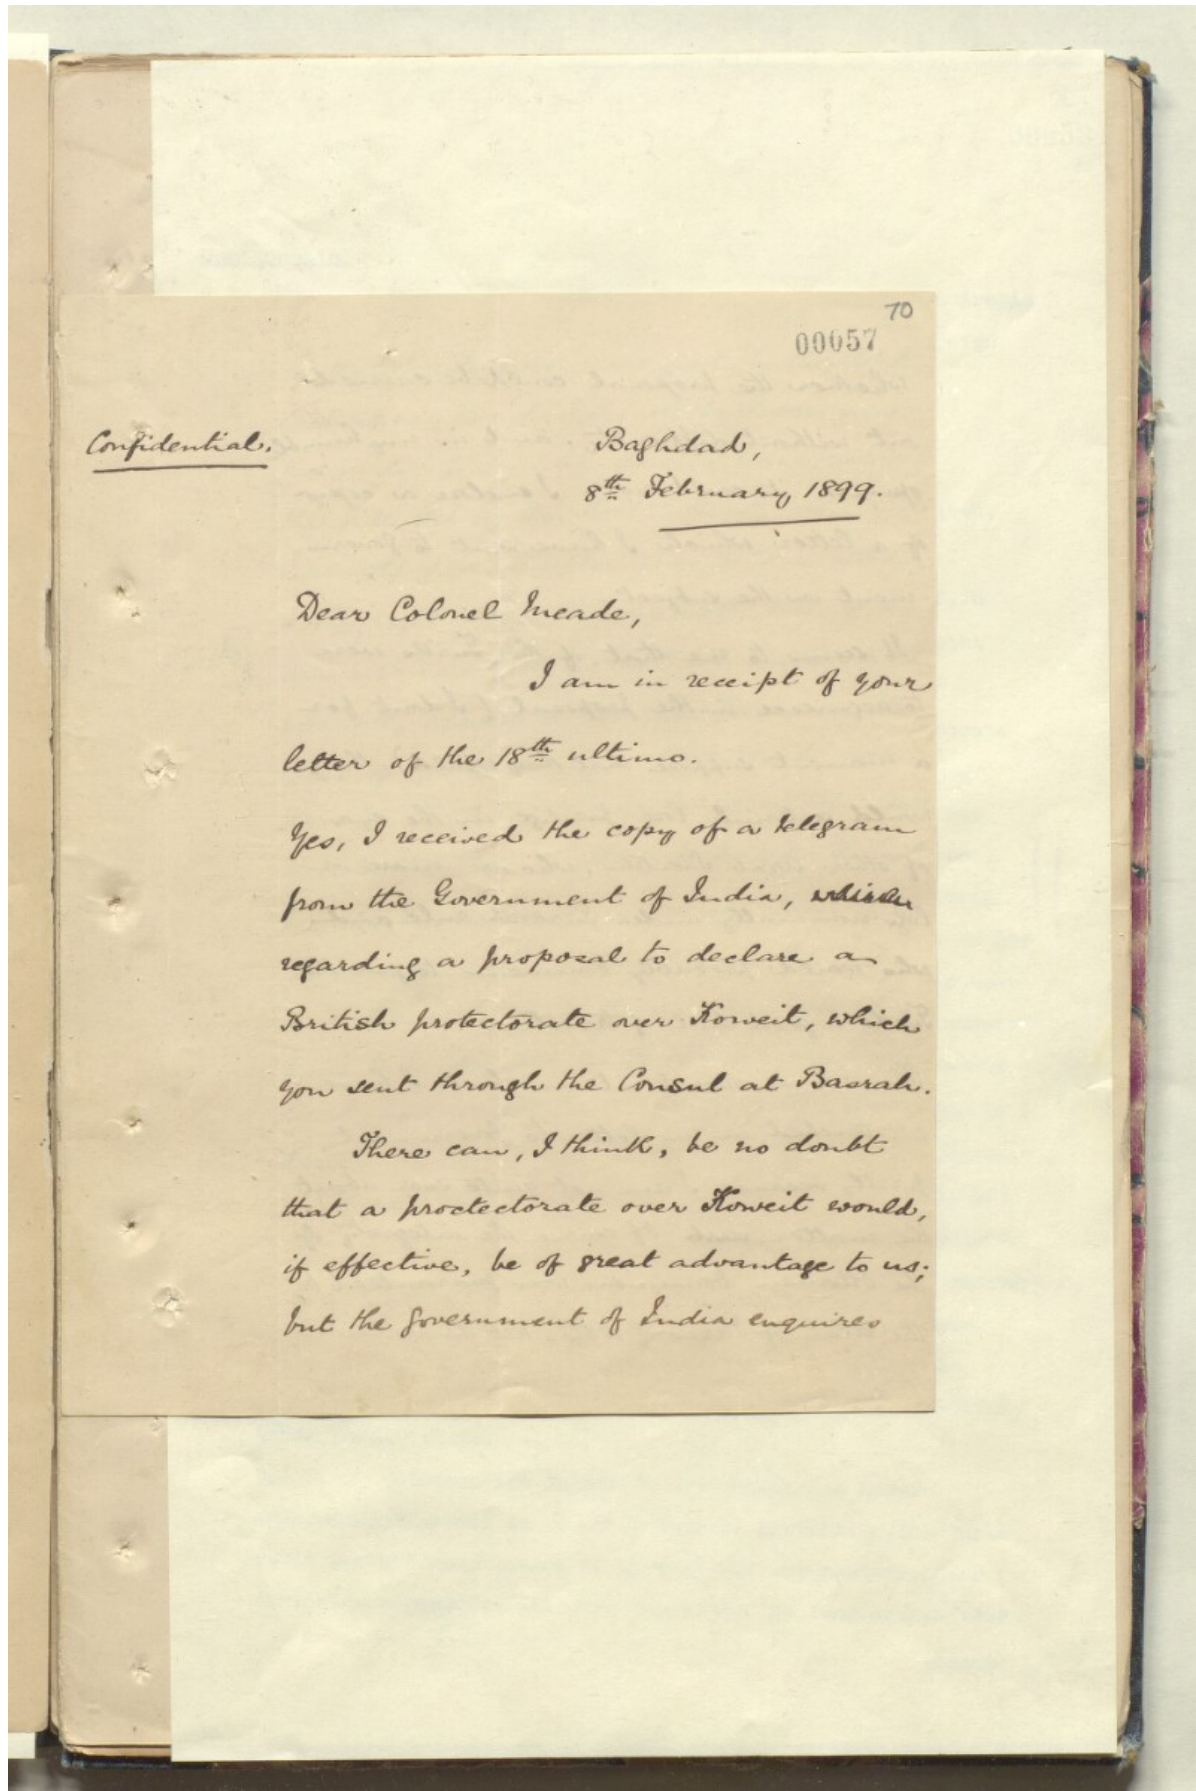 70
00057
Confidential.
Baghdad,
8th February 1899.
Dear Colonel Meade,
I am in receipt of your
letter of the 18th ultimo.
Yes, I received the copy of a telegram
from the Government of India, which
regarding a proposal to declare a
British protectorate over Koweit, which
you sent through the Consul at Basrah.
There can, I think, be no doubt
that a proctectorate over Koweit would,
if effective, be of great advantage to us;
but the Government of India enquires